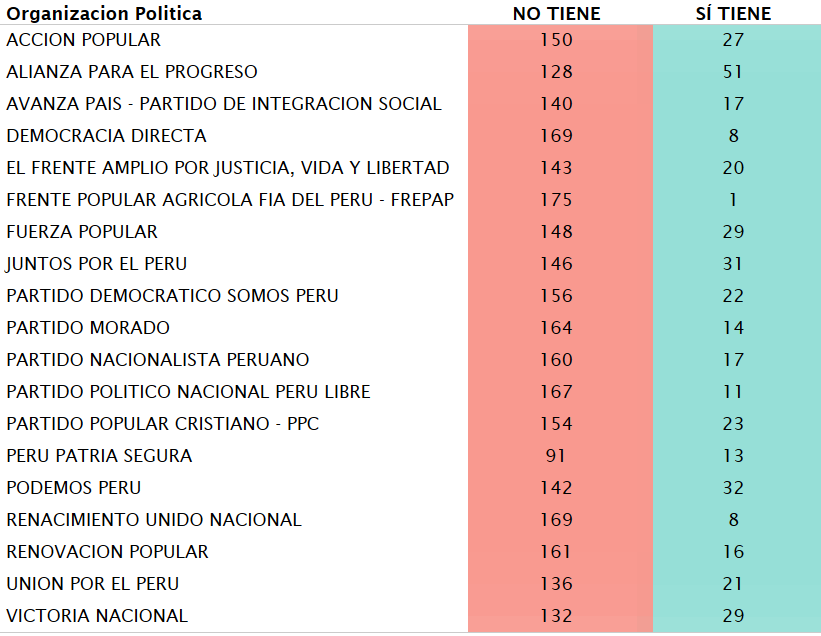 Organizacion Politica NO TIENE SÍ TIENE
ACCION POPULAR 150 27
ALIANZA PARA EL PROGRESO 128 51
AVANZA PAIS - PARTIDO DE INTEGRACION SOCIAL 140 17
DEMOCRACIA DIRECTA 169 8
EL FRENTE AMPLIO POR JUSTICIA, VIDA Y LIBERTAD 143 20
FRENTE POPULAR AGRICOLA FIA DEL PERU - FREPAP 175 1
FUERZA POPULAR 148 29
JUNTOS POR EL PERU 146 31
PARTIDO DEMOCRATICO SOMOS PERU 156 22
PARTIDO MORADO 164 14
PARTIDO NACIONALISTA PERUANO 160 17
PARTIDO POLITICO NACIONAL PERU LIBRE 167 11
PARTIDO POPULAR CRISTIANO - PPC 154 23
PERU PATRIA SEGURA 91 13
PODEMOS PERU 142 32
RENACIMIENTO UNIDO NACIONAL 169 8
RENOVACION POPULAR 161 16
UNION POR EL PERU 136 21
VICTORIA NACIONAL 132 29